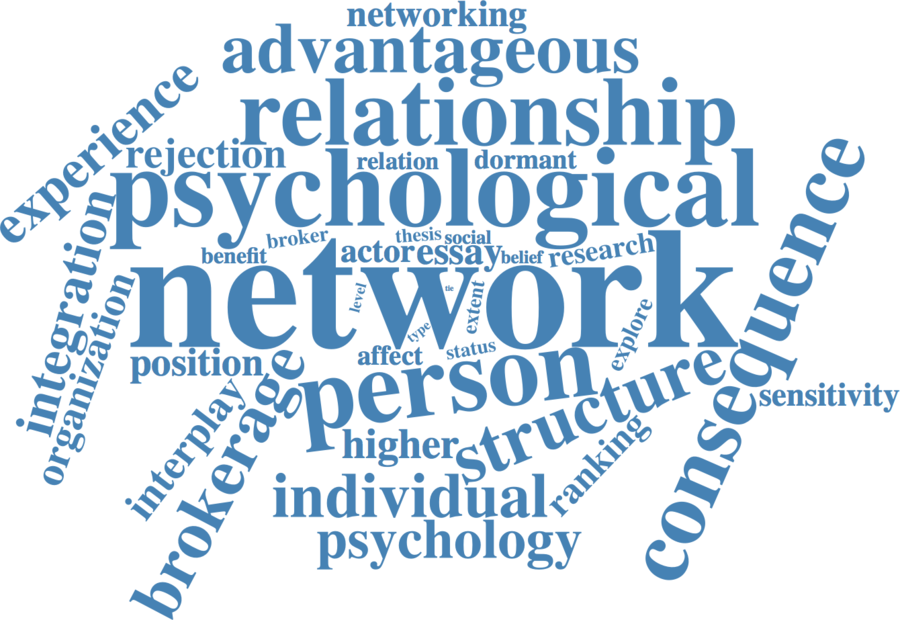 networking
advantageous
experience
relationship
rejection
relation
dormant
psychological
consequence
integration
thesis
social
broker
benefit
actor
essay
belief
research
network
level
tie
extent
type
explore
organization
position
affect
status
person
structure
brokerage
interplay
higher
sensitivity
ranking
individual
psychology